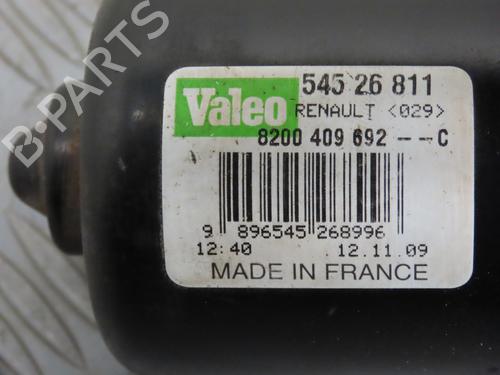 B-Parts
Valeo
545 26 811
RENAULT <029>
8200 409 692 --C
9 896545 268996
12:40 12.11.09
MADE IN FRANCE